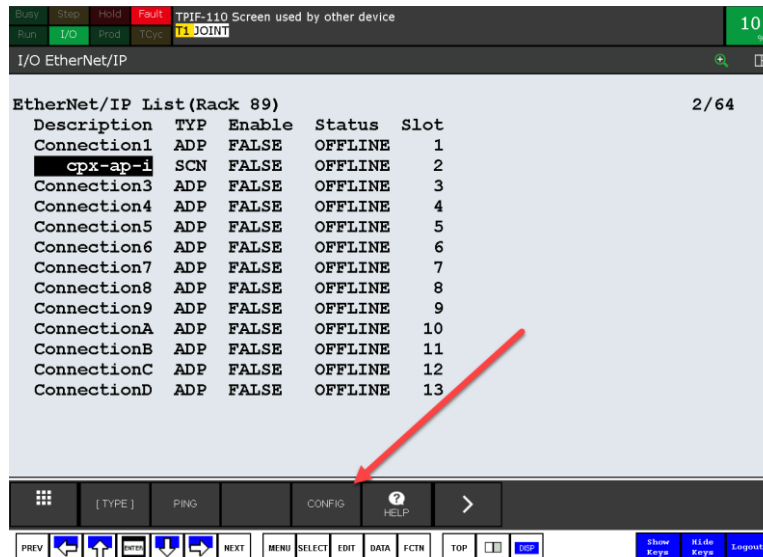 Busy Step Hold Fault TPIF-110 Screen used by other device
Run I/O Prod TCyc T1 JOINT
10
I/O EtherNet/IP
EtherNet/IP List(Rack 89) 2/64
Description TYP Enable Status Slot
Connection1 ADP FALSE OFFLINE 1
cpx-ap-i SCN FALSE OFFLINE 2
Connection3 ADP FALSE OFFLINE 3
Connection4 ADP FALSE OFFLINE 4
Connection5 ADP FALSE OFFLINE 5
Connection6 ADP FALSE OFFLINE 6
Connection7 ADP FALSE OFFLINE 7
Connection8 ADP FALSE OFFLINE 8
Connection9 ADP FALSE OFFLINE 9
ConnectionA ADP FALSE OFFLINE 10
ConnectionB ADP FALSE OFFLINE 11
ConnectionC ADP FALSE OFFLINE 12
ConnectionD ADP FALSE OFFLINE 13
[ TYPE ] PING CONFIG ? HELP >
PREV ENTER NEXT MENU SELECT EDIT DATA FCTN TOP DISP Show Keys Hide Keys Logout